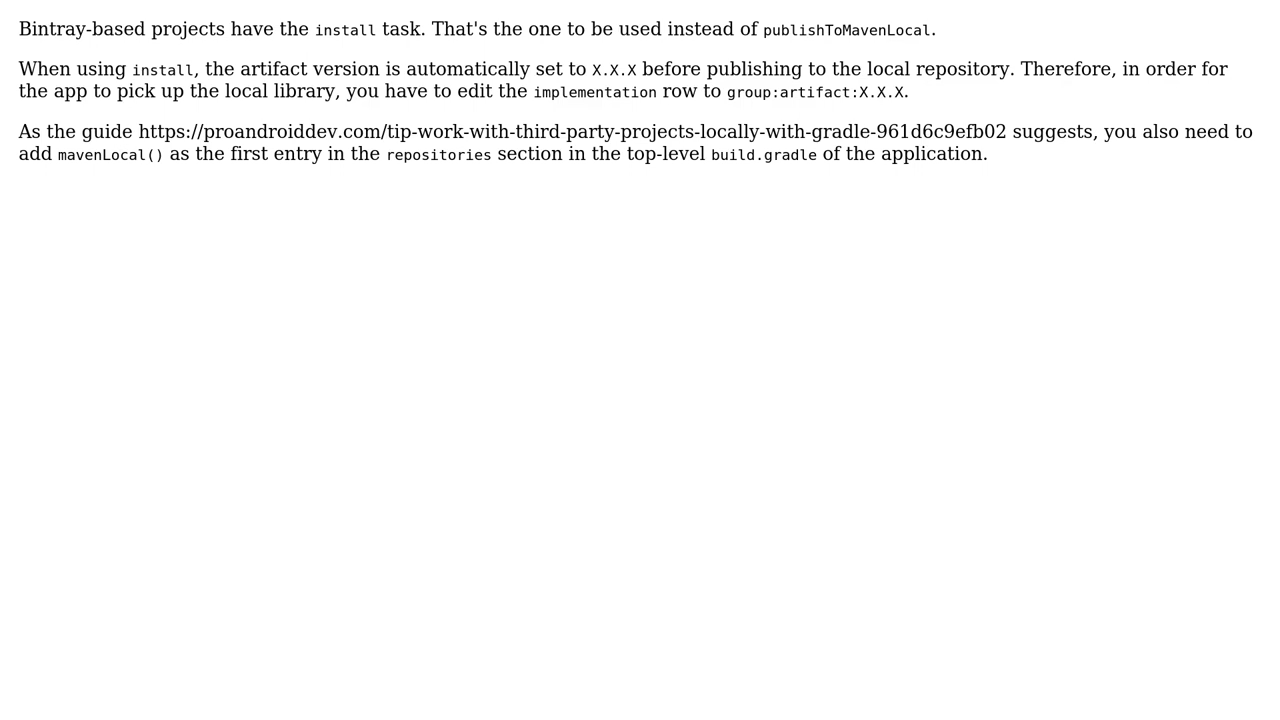 Bintray-based projects have the install task. That's the one to be used instead of publishToMavenLocal.
When using install, the artifact version is automatically set to X.X.X before publishing to the local repository. Therefore, in order for
the app to pick up the local library, you have to edit the implementation row to group:artifact:X.X.X.
As the guide https://proandroiddev.com/tip-work-with-third-party-projects-locally-with-gradle-961d6c9efb02 suggests, you also need to
add mavenLocal() as the first entry in the repositories section in the top-level build.gradle of the application.